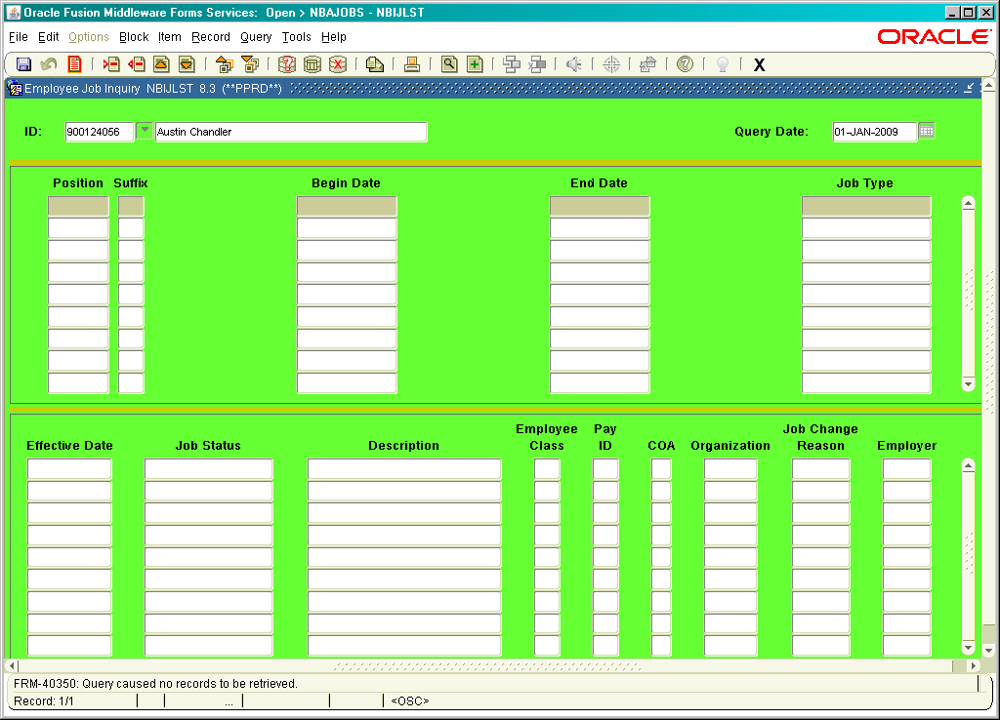 Oracle Fusion Middleware Forms Services: Open > NBAJOBS - NBIJLST
File Edit Options Block Item Record Query Tools Help
ORACLE
X
Employee Job Inquiry NBIJLST 8.3 (**PPRD**)
ID: 900124056 Austin Chandler Query Date: 01-JAN-2009
Position Suffix Begin Date End Date Job Type
Effective Date Job Status Description Employee Class Pay ID COA Organization Job Change Reason Employer
FRM-40350: Query caused no records to be retrieved.
Record: 1/1 ... <OSC>